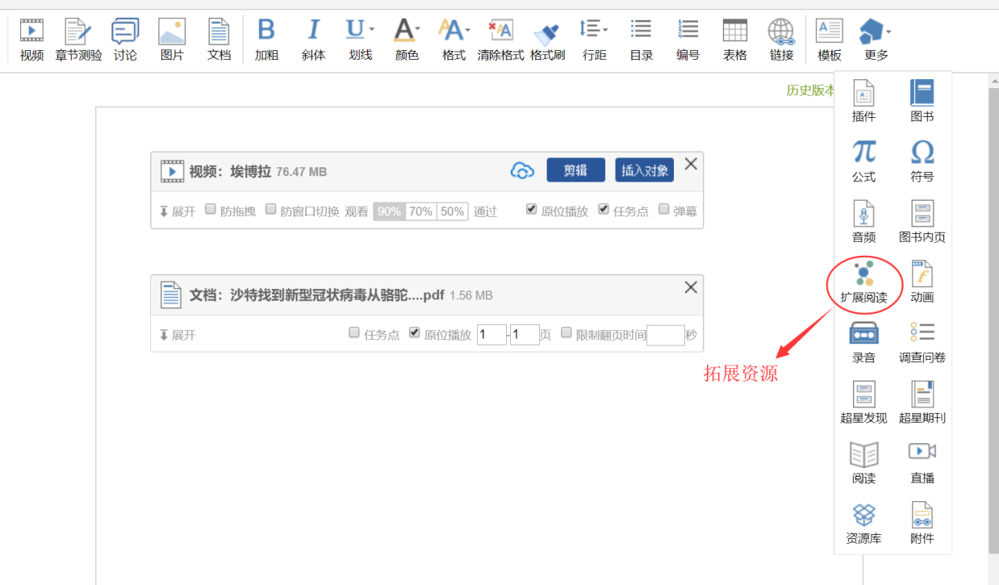 视频 章节测验 讨论 图片 文档 加粗 斜体 划线 颜色 格式 清除格式 格式刷 行距 目录 编号 表格 链接 模板 更多
历史版本
插件 图书
公式 符号
音频 图书内页
扩展阅读 动画
录音 调查问卷
超星发现 超星期刊
阅读 直播
资源库 附件
视频：埃博拉 76.47 MB 剪辑 插入对象
展开 防拖拽 防窗口切换 观看 90% 70% 50% 通过 原位播放 任务点 弹幕
文档：沙特找到新型冠状病毒从骆驼....pdf 1.56 MB
展开 任务点 原位播放 1 - 1 页 限制翻页时间 秒
拓展资源